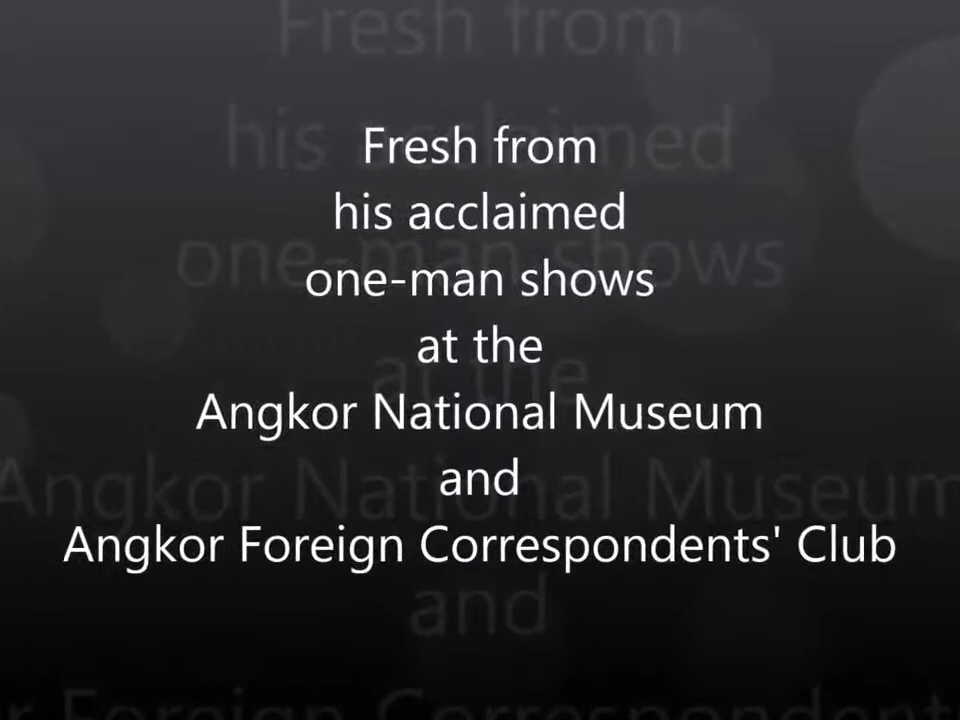 Fresh from
his acclaimed
one-man shows
at the
Angkor National Museum
and
Angkor Foreign Correspondents' Club